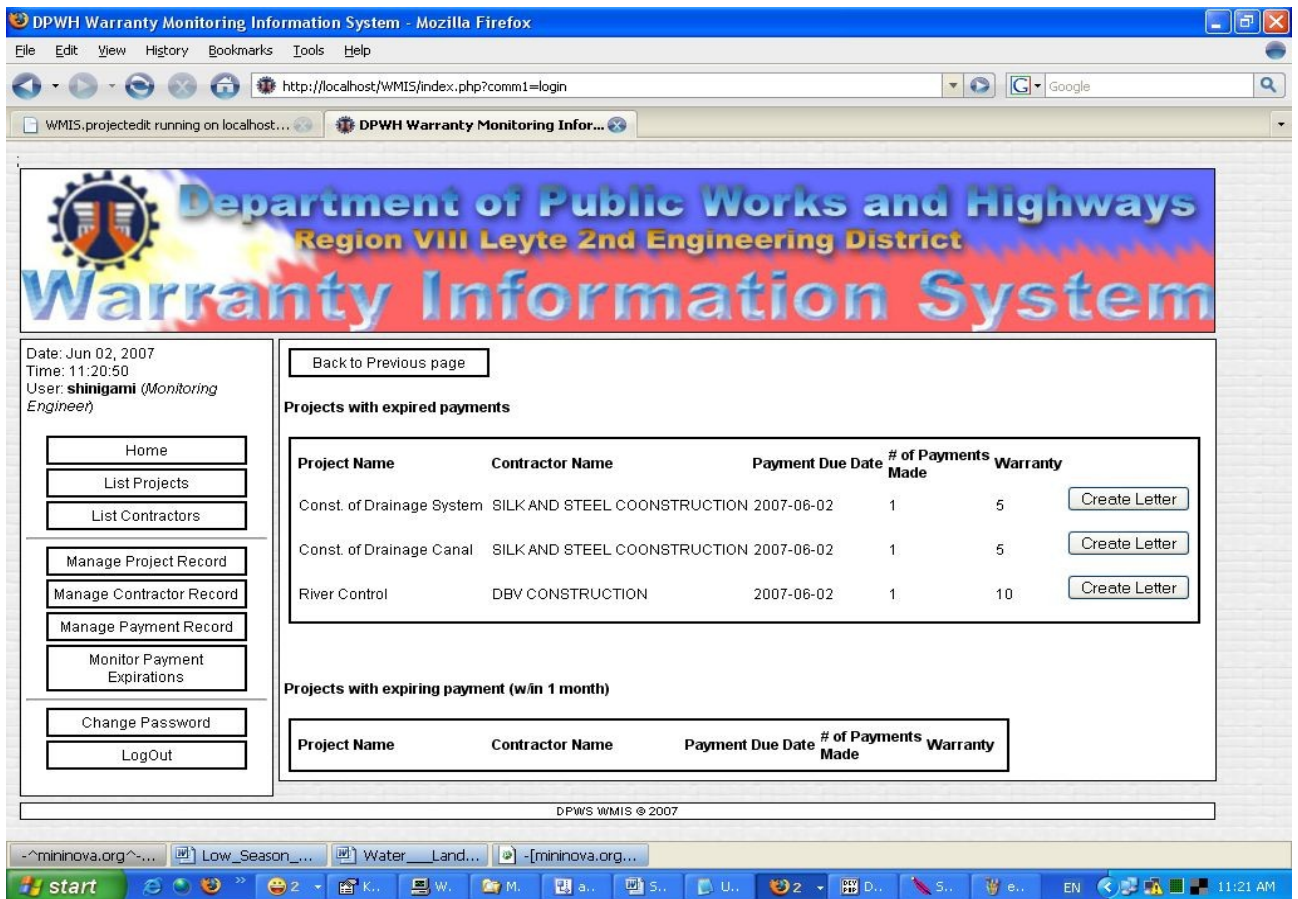 DPWH Warranty Monitoring Information System - Mozilla Firefox
File Edit View History Bookmarks Tools Help
http://localhost/WMIS/index.php?comm1=login
G Google
WMIS.projectedit running on localhost...
DPWH Warranty Monitoring Infor...
;
Department of Public Works and Highways
Region VIII Leyte 2nd Engineering District
Warranty Information System
Date: Jun 02, 2007
Time: 11:20:50
User: shinigami (Monitoring
Engineer)
Home
List Projects
List Contractors
Manage Project Record
Manage Contractor Record
Manage Payment Record
Monitor Payment
Expirations
Change Password
LogOut
Back to Previous page
Projects with expired payments
Project Name Contractor Name Payment Due Date # of Payments Made Warranty
Const. of Drainage System SILK AND STEEL COONSTRUCTION 2007-06-02 1 5 Create Letter
Const. of Drainage Canal SILK AND STEEL COONSTRUCTION 2007-06-02 1 5 Create Letter
River Control DBV CONSTRUCTION 2007-06-02 1 10 Create Letter
Projects with expiring payment (w/in 1 month)
Project Name Contractor Name Payment Due Date # of Payments Made Warranty
DPWS WMIS © 2007
-^mininova.org^-... Low_Season_... Water___Land... -[mininova.org...
start » 2 K.. W. M. a.. S.. U.. 2 D.. S.. e.. EN 11:21 AM